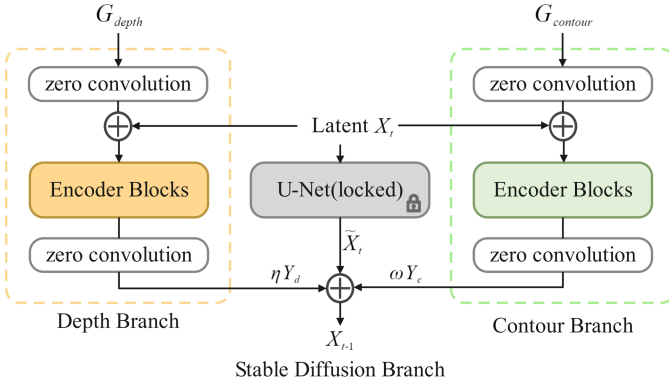 G_depth
G_contour
zero convolution
zero convolution
Latent X_t
Encoder Blocks
U-Net(locked)
Encoder Blocks
zero convolution
X̃_t
zero convolution
ηY_d
ωY_c
Depth Branch
X_t-1
Contour Branch
Stable Diffusion Branch